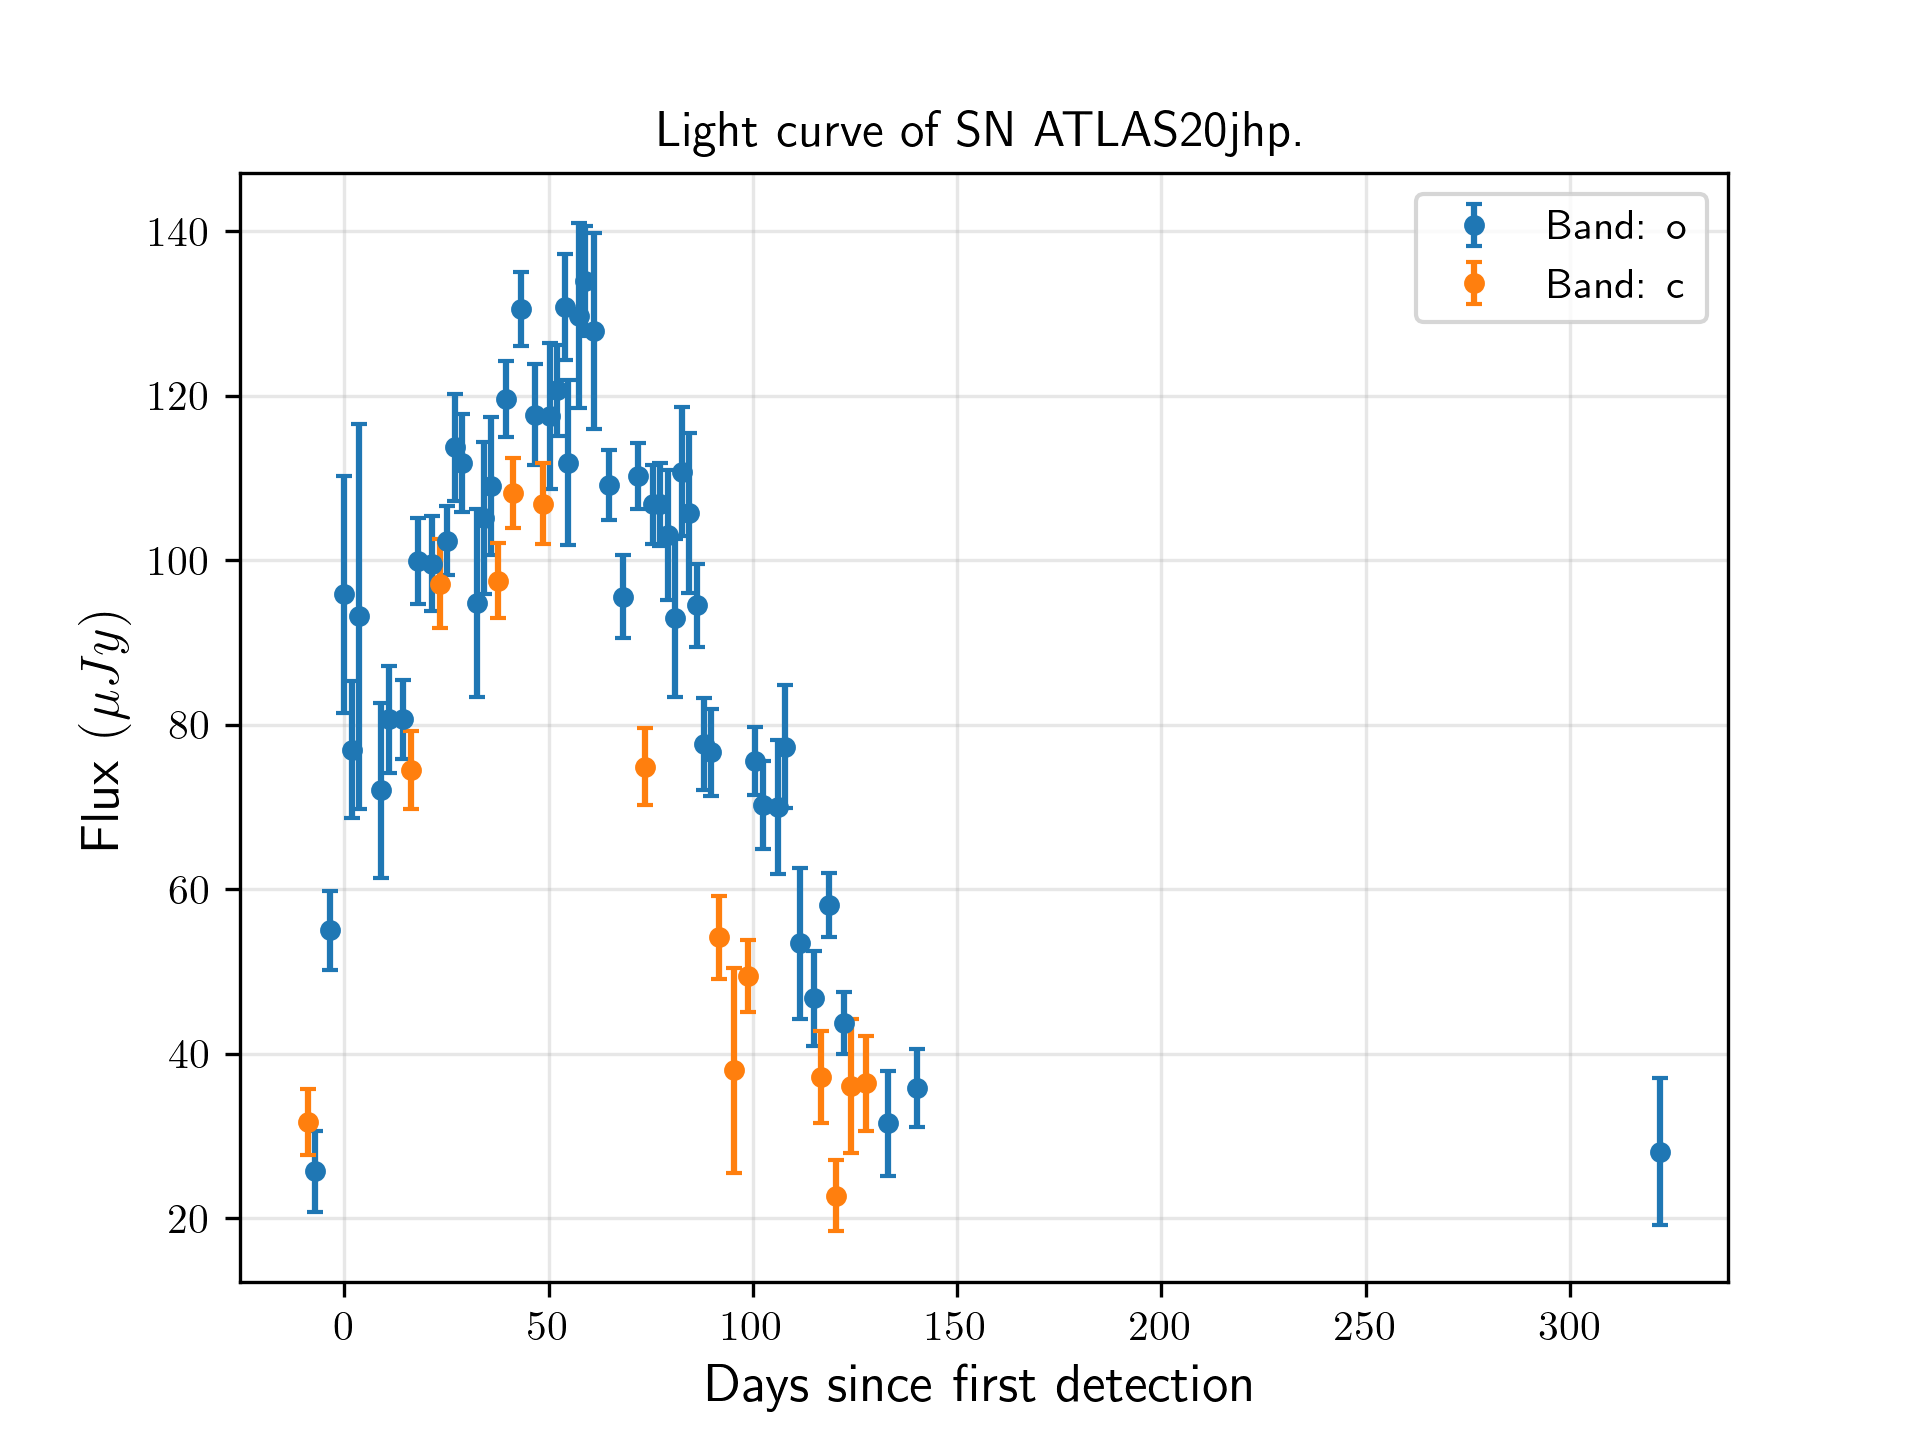 Light curve of SN ATLAS20jhp.
Band: o
Band: c
140
120
100
80
60
40
20
Flux (μJy)
0 50 100 150 200 250 300
Days since first detection